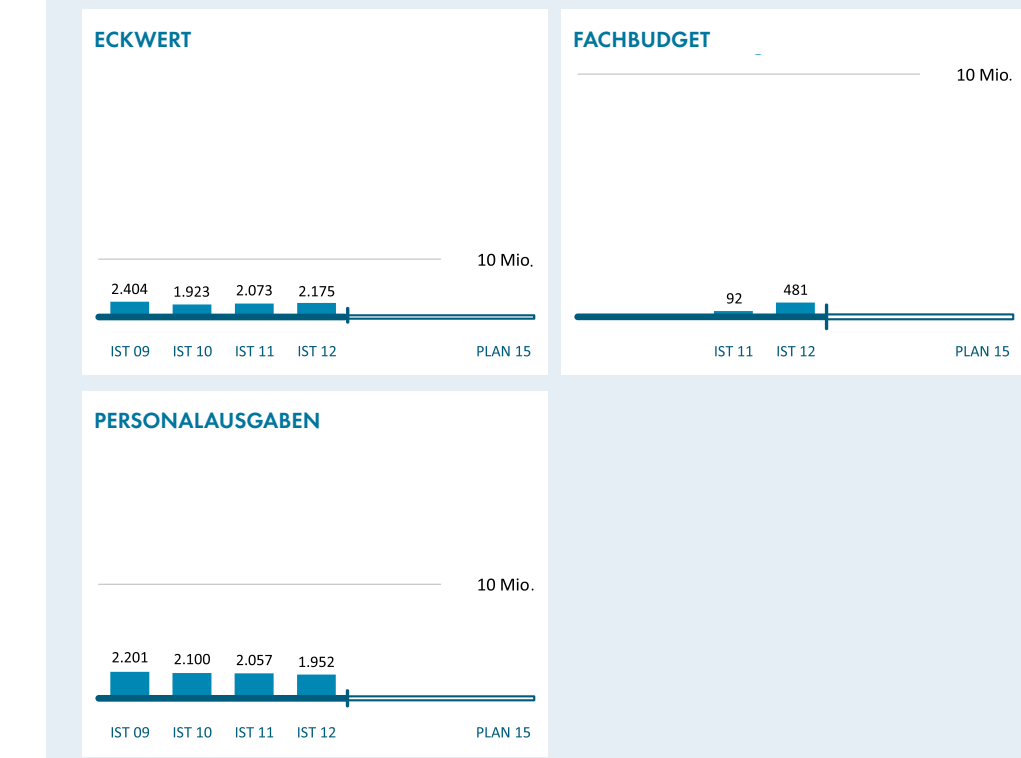 ECKWERT
10 Mio.
2.404 1.923 2.073 2.175
IST 09 IST 10 IST 11 IST 12 PLAN 15
FACHBUDGET
10 Mio.
92 481
IST 11 IST 12 PLAN 15
PERSONALAUSGABEN
10 Mio.
2.201 2.100 2.057 1.952
IST 09 IST 10 IST 11 IST 12 PLAN 15